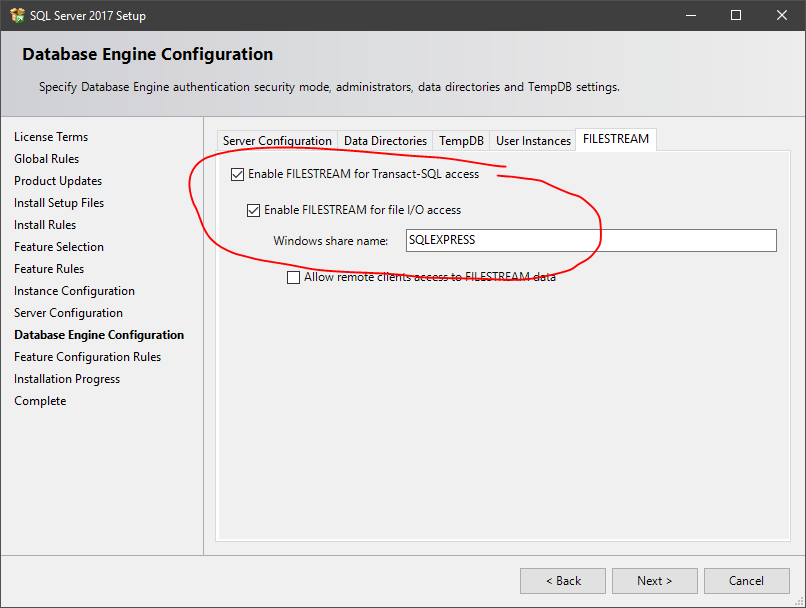 SQL Server 2017 Setup
Database Engine Configuration
Specify Database Engine authentication security mode, administrators, data directories and TempDB settings.
License Terms
Global Rules
Product Updates
Install Setup Files
Install Rules
Feature Selection
Feature Rules
Instance Configuration
Server Configuration
Database Engine Configuration
Feature Configuration Rules
Installation Progress
Complete
Server Configuration Data Directories TempDB User Instances FILESTREAM
Enable FILESTREAM for Transact-SQL access
Enable FILESTREAM for file I/O access
Windows share name: SQLEXPRESS
Allow remote clients access to FILESTREAM data
< Back Next > Cancel